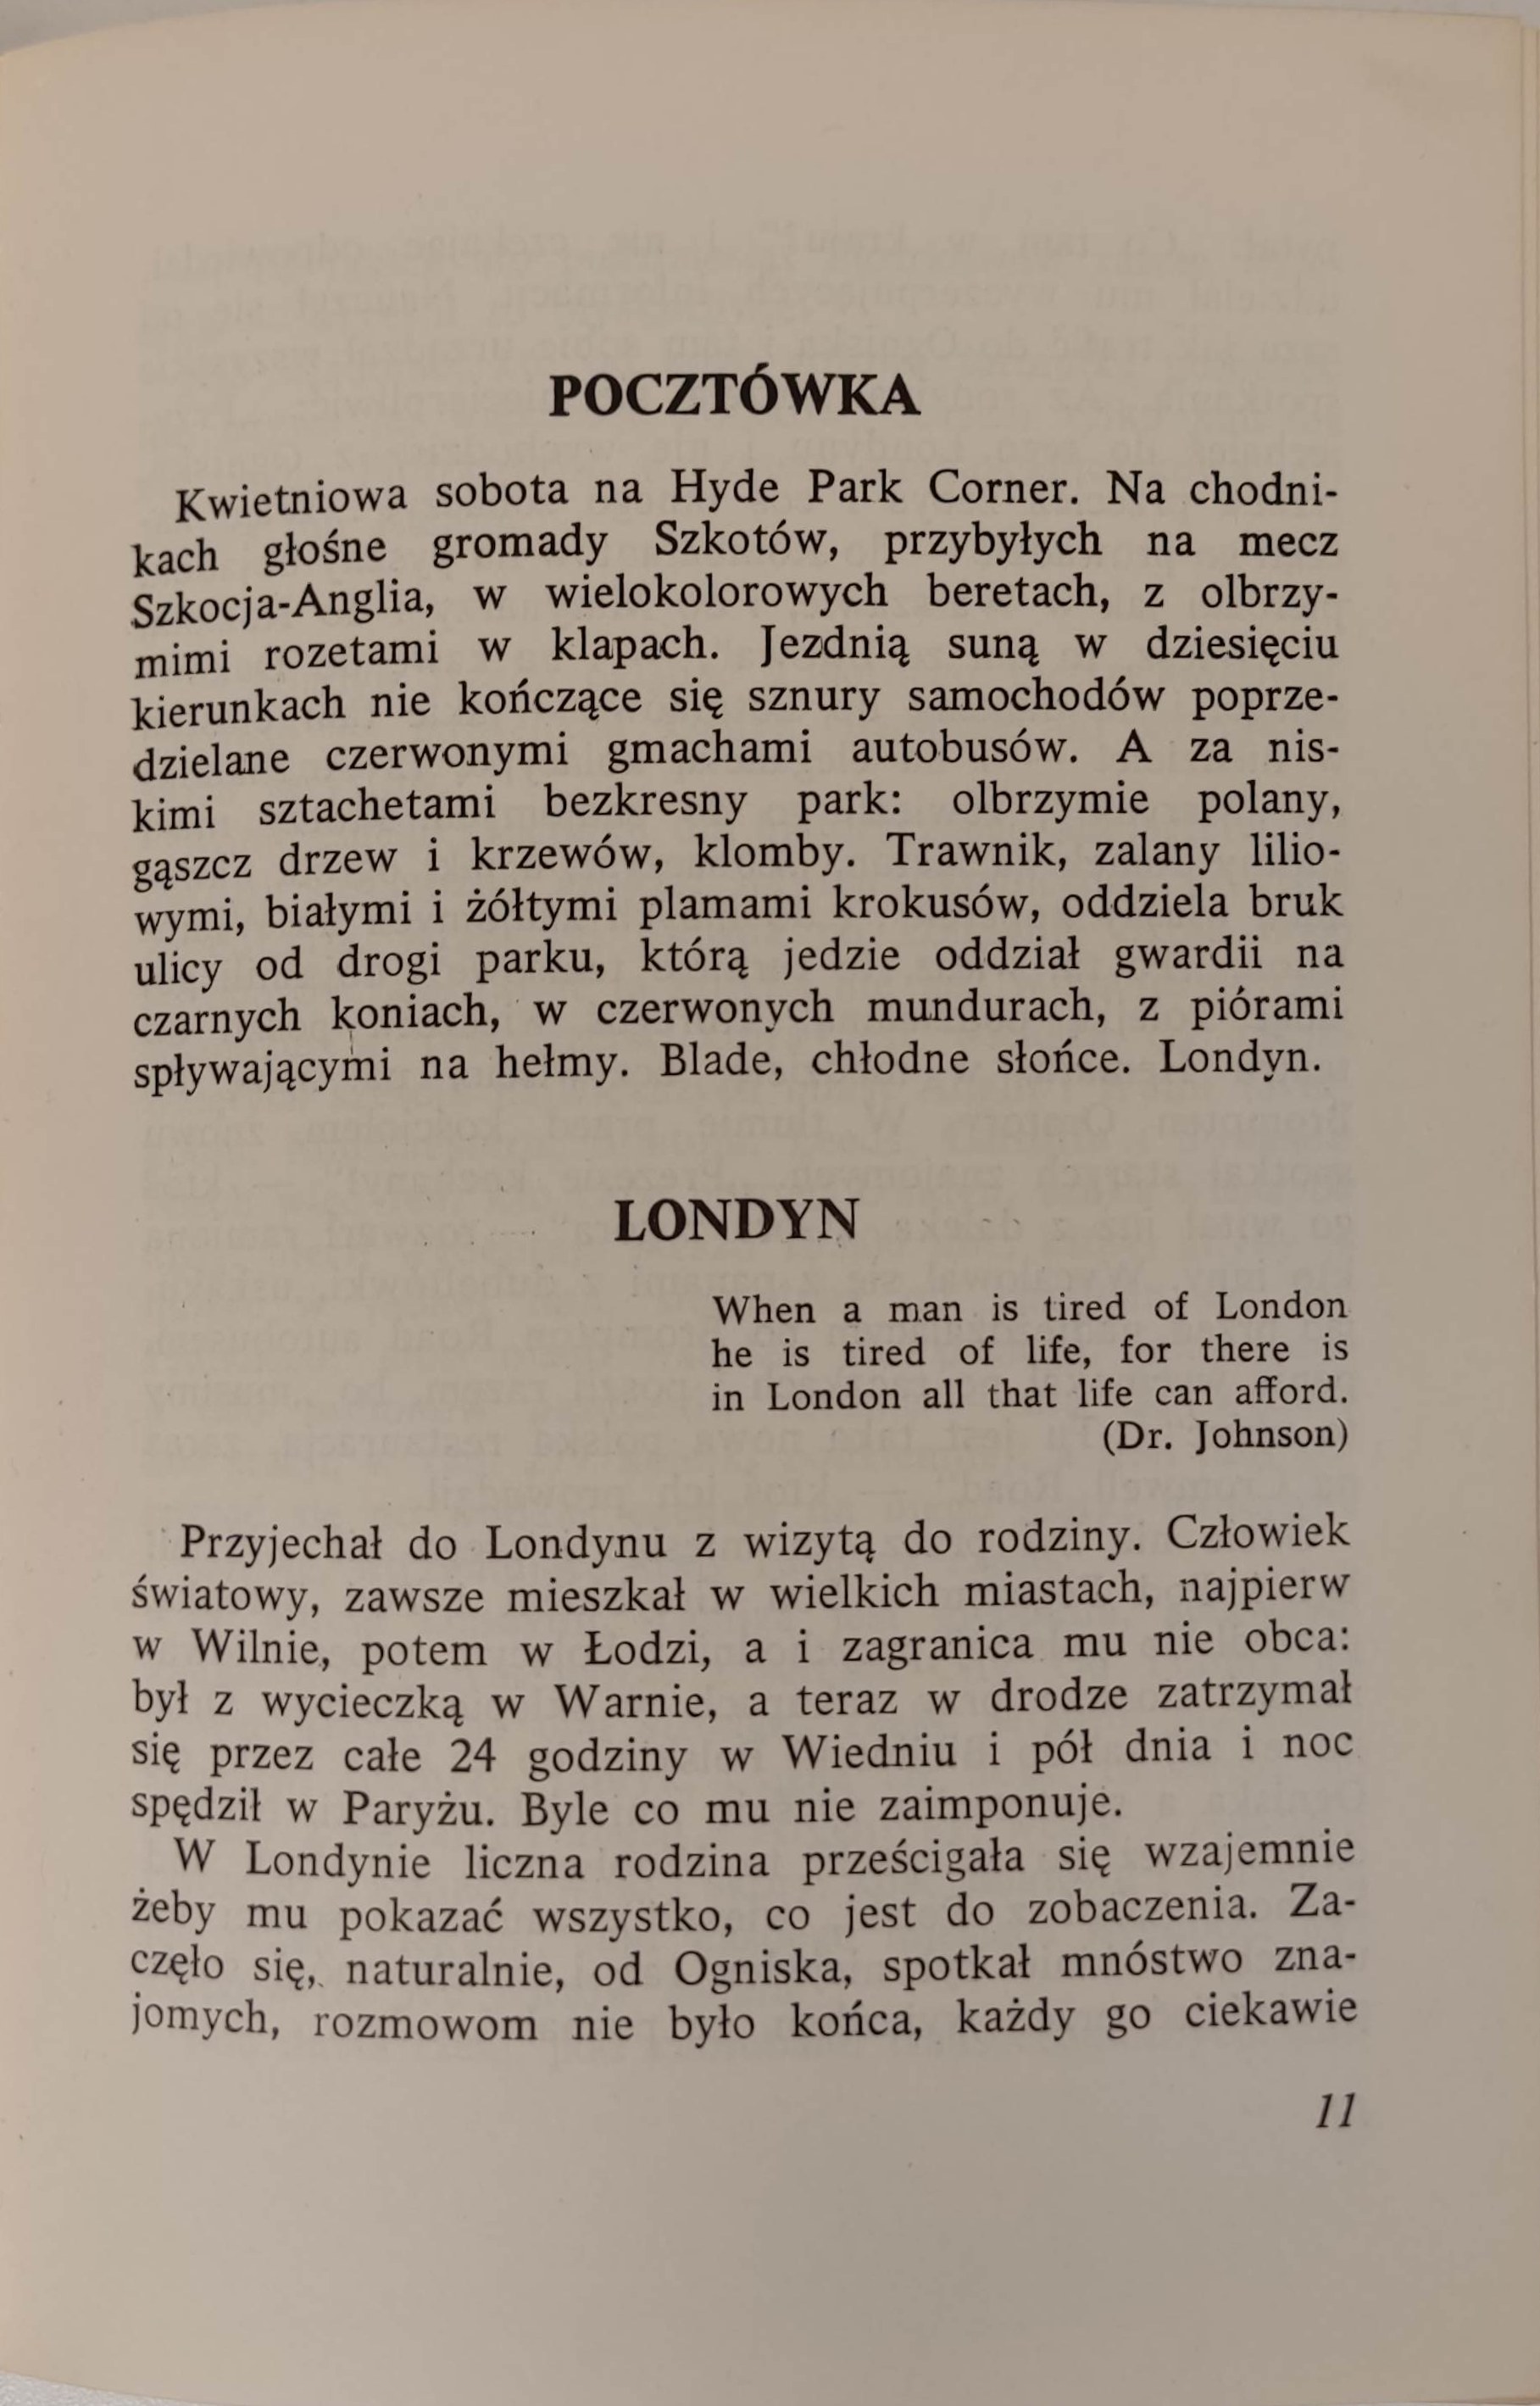 POCZTÓWKA
Kwietniowa sobota na Hyde Park Corner. Na chodni-
kach głośne gromady Szkotów, przybyłych na mecz
Szkocja-Anglia, w wielokolorowych beretach, z olbrzy-
mimi rozetami w klapach. Jezdnią suną w dziesięciu
kierunkach nie kończące się sznury samochodów poprze-
dzielane czerwonymi gmachami autobusów. A za nis-
kimi sztachetami bezkresny park: olbrzymie polany,
gąszcz drzew i krzewów, klomby. Trawnik, zalany lilio-
wymi, białymi i żółtymi plamami krokusów, oddziela bruk
ulicy od drogi parku, którą jedzie oddział gwardii na
czarnych koniach, w czerwonych mundurach, z piórami
spływającymi na hełmy. Blade, chłodne słońce. Londyn.
LONDYN
When a man is tired of London
he is tired of life, for there is
in London all that life can afford.
(Dr. Johnson)
Przyjechał do Londynu z wizytą do rodziny. Człowiek
światowy, zawsze mieszkał w wielkich miastach, najpierw
w Wilnie, potem w Łodzi, a i zagranica mu nie obca:
był z wycieczką w Warnie, a teraz w drodze zatrzymał
się przez całe 24 godziny w Wiedniu i pół dnia i noc
spędził w Paryżu. Byle co mu nie zaimponuje.
W Londynie liczna rodzina prześcigała się wzajemnie
żeby mu pokazać wszystko, co jest do zobaczenia. Za-
częło się, naturalnie, od Ogniska, spotkał mnóstwo zna-
jomych, rozmowom nie było końca, każdy go ciekawie
11